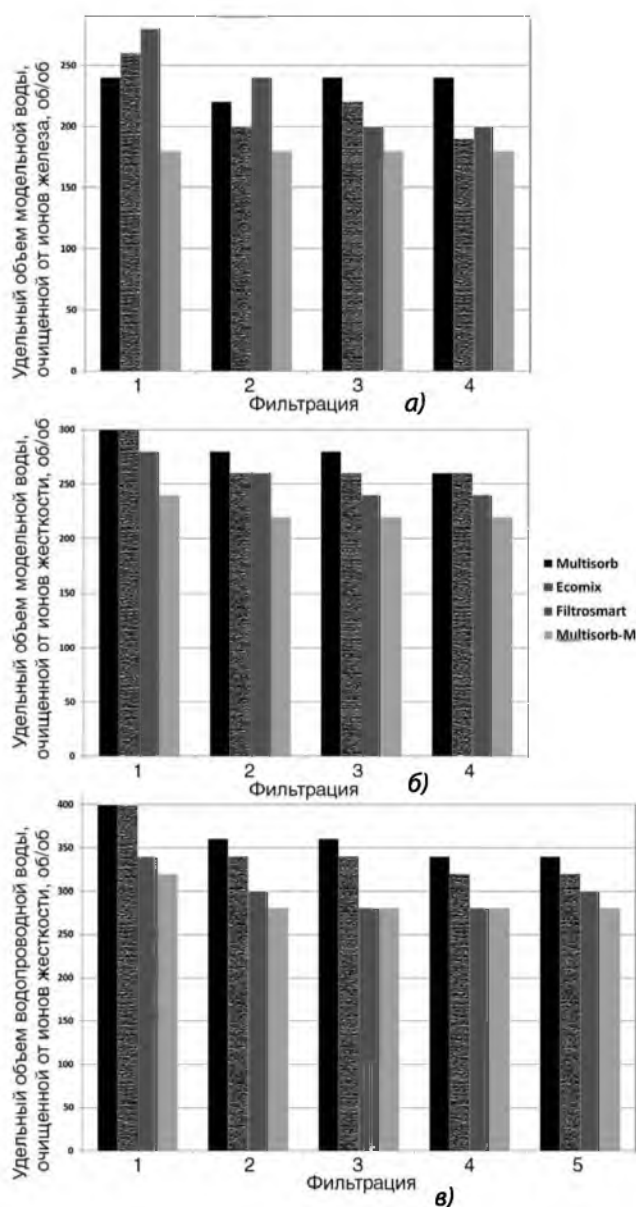 Удельный объем модельной воды,
очищенной от ионов железа, об/об
250
200
150
100
50
0
1 2 3 4
Фильтрация
а)
Удельный объем модельной воды,
очищенной от ионов жесткости, об/об
300
250
200
150
100
50
0
1 2 3 4
Фильтрация
б)
Multisorb
Ecomix
Filtrosmart
Multisorb-M
Удельный объем водопроводной воды,
очищенной от ионов жесткости, об/об
400
350
300
250
200
150
100
50
0
1 2 3 4 5
Фильтрация
в)